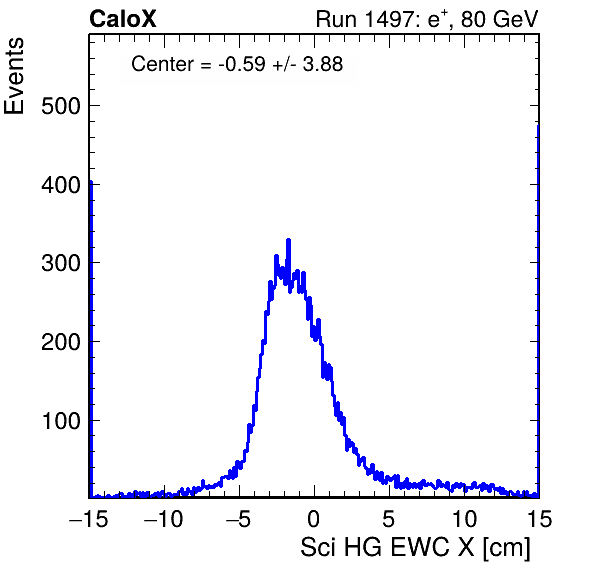 CaloX Run 1497: e⁺, 80 GeV
Center = -0.59 +/- 3.88
Events
500
400
300
200
100
−15 −10 −5 0 5 10 15
Sci HG EWC X [cm]